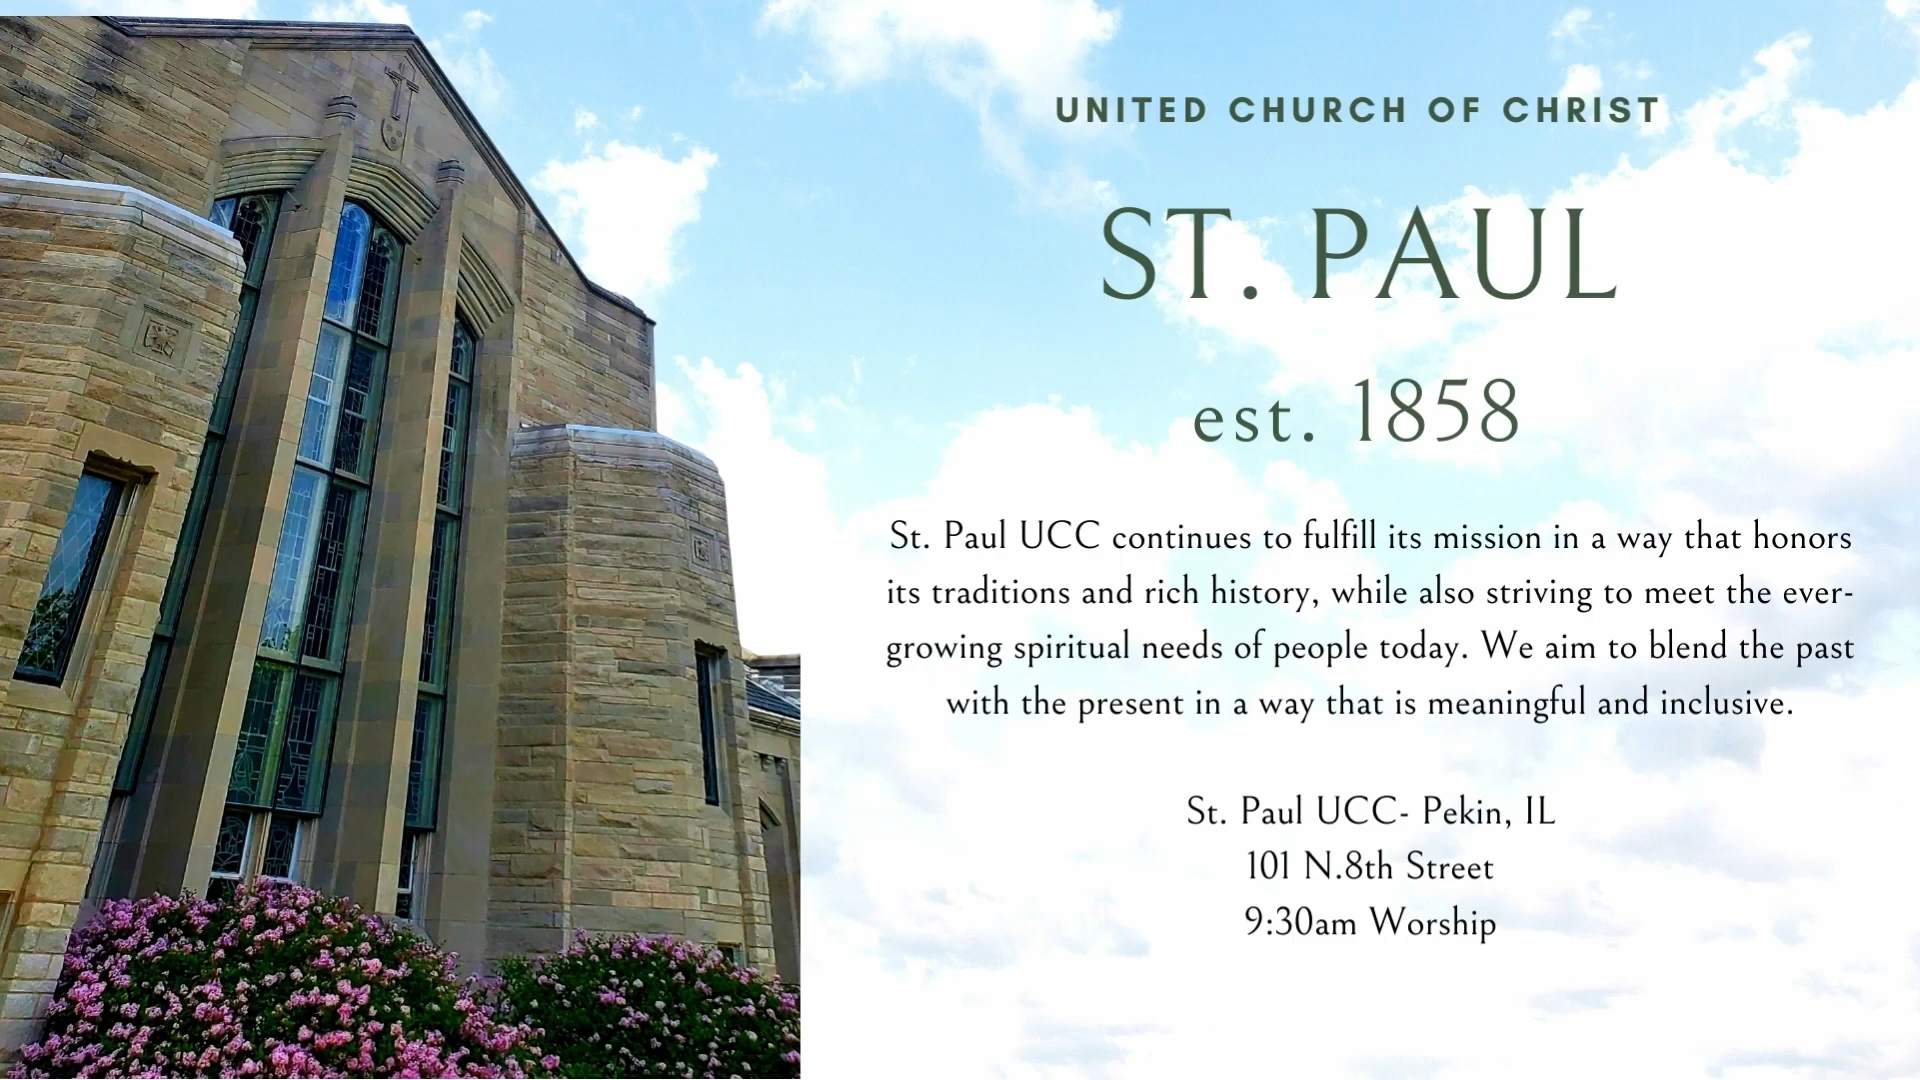 UNITED CHURCH OF CHRIST
ST. PAUL
est. 1858
St. Paul UCC continues to fulfill its mission in a way that honors
its traditions and rich history, while also striving to meet the ever-
growing spiritual needs of people today. We aim to blend the past
with the present in a way that is meaningful and inclusive.
St. Paul UCC- Pekin, IL
101 N.8th Street
9:30am Worship